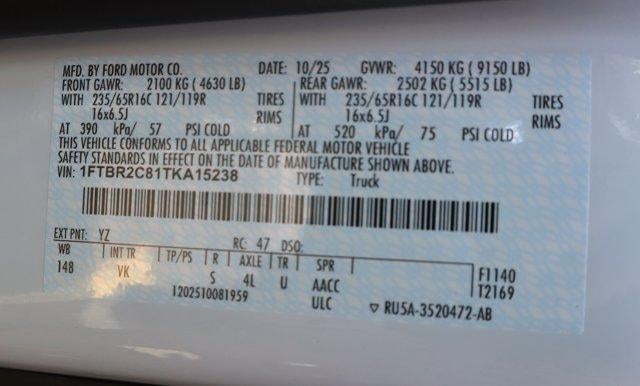 MFD. BY FORD MOTOR CO. DATE: 10/25 GVWR: 4150 KG (9150 LB)
FRONT GAWR: 2100 KG (4630 LB) REAR GAWR: 2502 KG (5515 LB)
WITH 235/65R16C 121/119R TIRES WITH 235/65R16C 121/119R TIRES
16x6.5J RIMS 16x6.5J RIMS
AT 390 kPa/ 57 PSI COLD AT 520 kPa/ 75 PSI COLD
THIS VEHICLE CONFORMS TO ALL APPLICABLE FEDERAL MOTOR VEHICLE
SAFETY STANDARDS IN EFFECT ON THE DATE OF MANUFACTURE SHOWN ABOVE.
VIN: 1FTBR2C81TKA15238 TYPE: Truck
EXT PNT: YZ RC: 47 DSO:
WB INT TR TP/PS R AXLE TR SPR F1140
148 VK S 4L U AACC T2169
1202510081959 ULC ▽ RU5A-3520472-AB